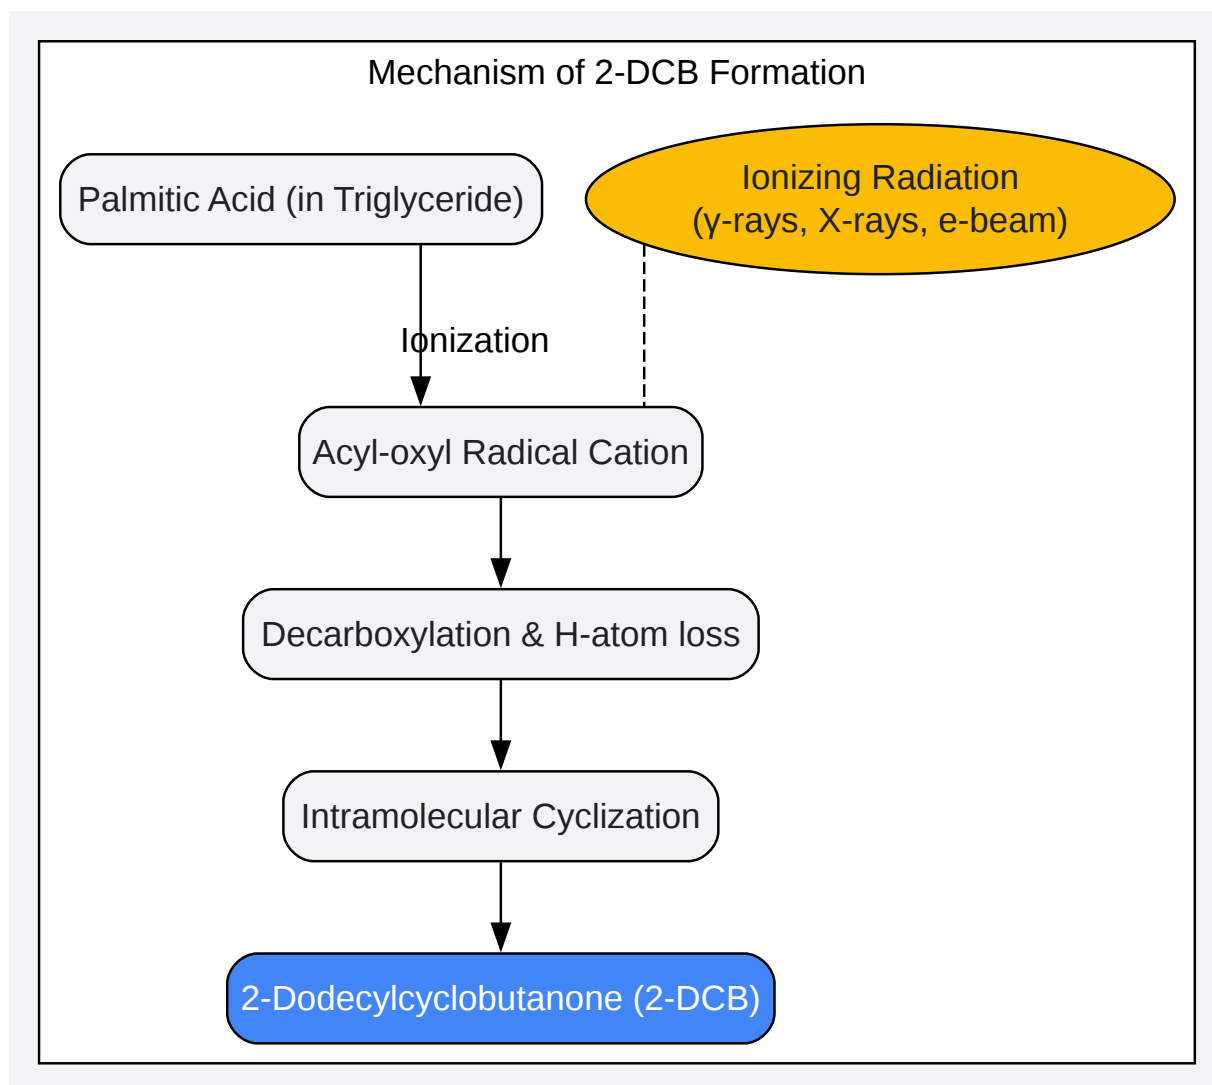 Mechanism of 2-DCB Formation
Palmitic Acid (in Triglyceride)
Ionizing Radiation
(γ-rays, X-rays, e-beam)
Ionization
Acyl-oxyl Radical Cation
Decarboxylation & H-atom loss
Intramolecular Cyclization
2-Dodecylcyclobutanone (2-DCB)